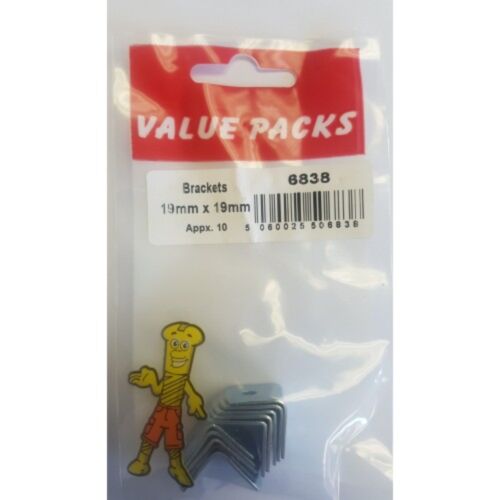 VALUE PACKS
Brackets 6838
19mm x 19mm
Appx. 10 5 060025 506838